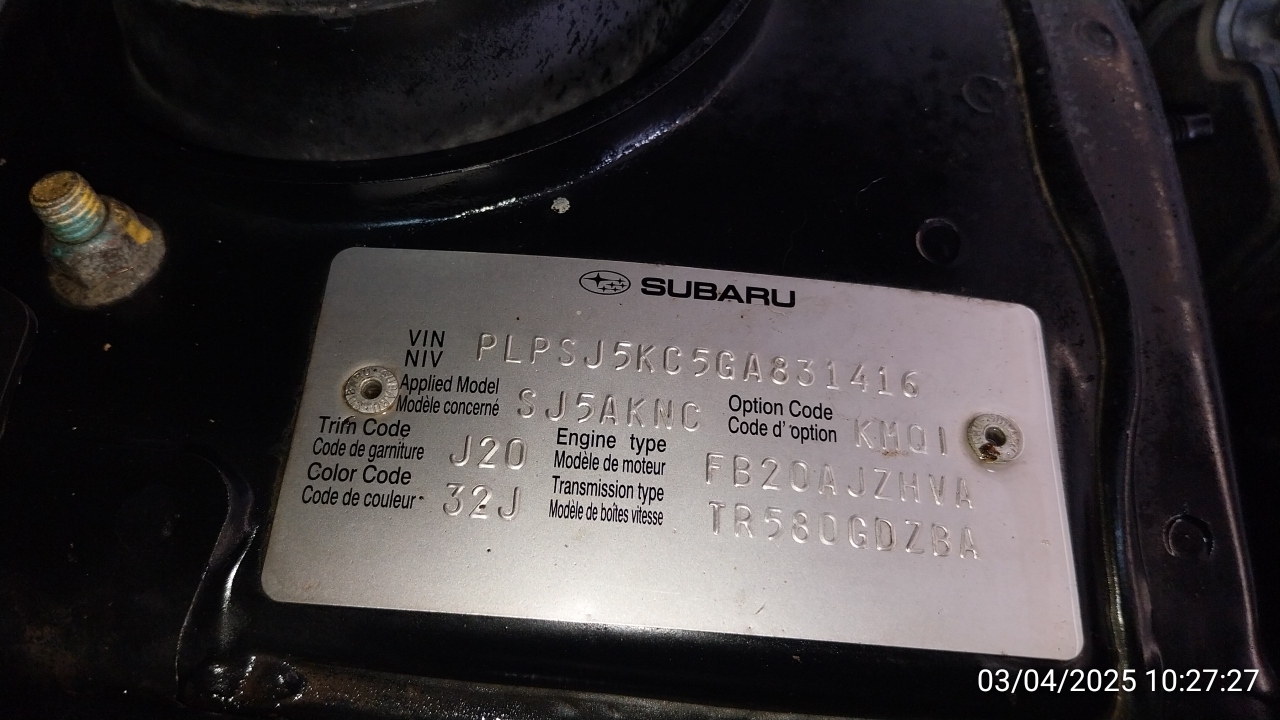 SUBARU
VIN
NIV PLPSJ5KC5GA831416
Applied Model
Modèle concerné SJ5AKNC
Option Code
Code d'option KMQI
Trim Code
Code de garniture J20
Engine type
Modèle de moteur FB20AJZHVA
Color Code
Code de couleur 32J
Transmission type
Modèle de boîtes vitesse TR580GDZBA
03/04/2025 10:27:27